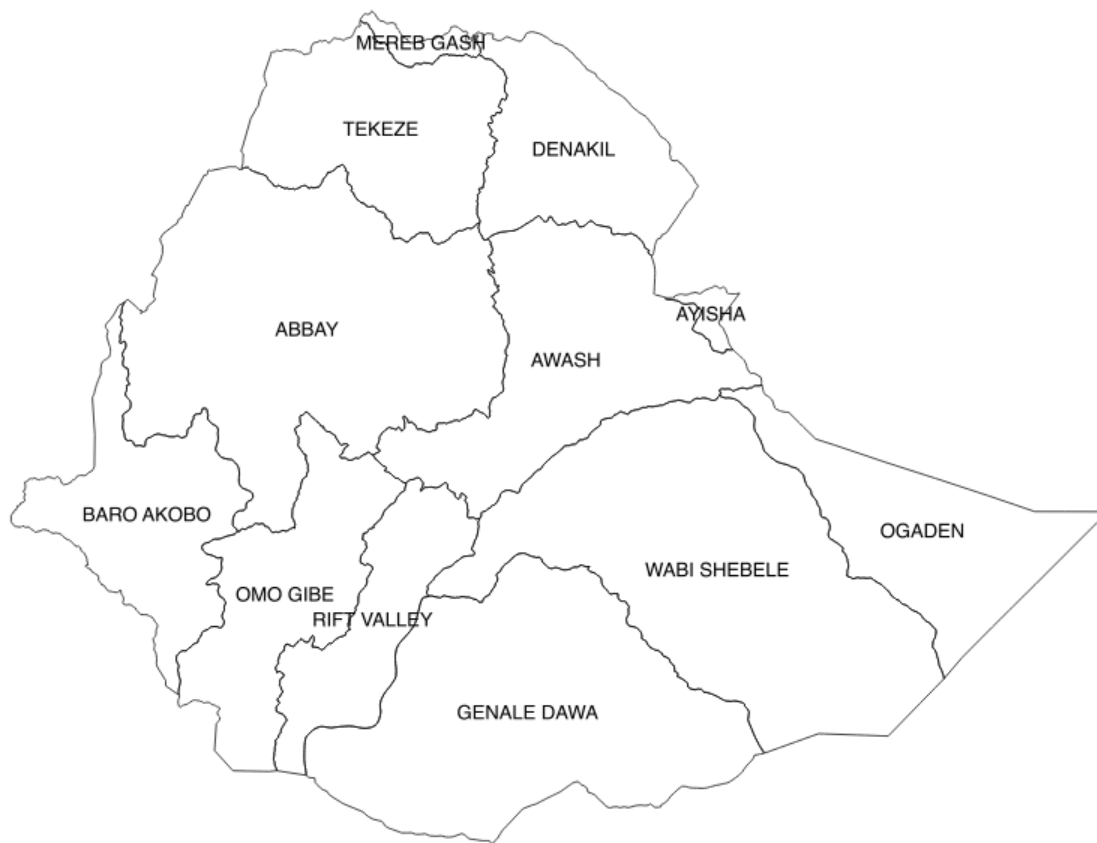 MEREB GASH
TEKEZE
DENAKIL
AYISHA
ABBAY
AWASH
BARO AKOBO
OGADEN
WABI SHEBELE
OMO GIBE
RIFT VALLEY
GENALE DAWA